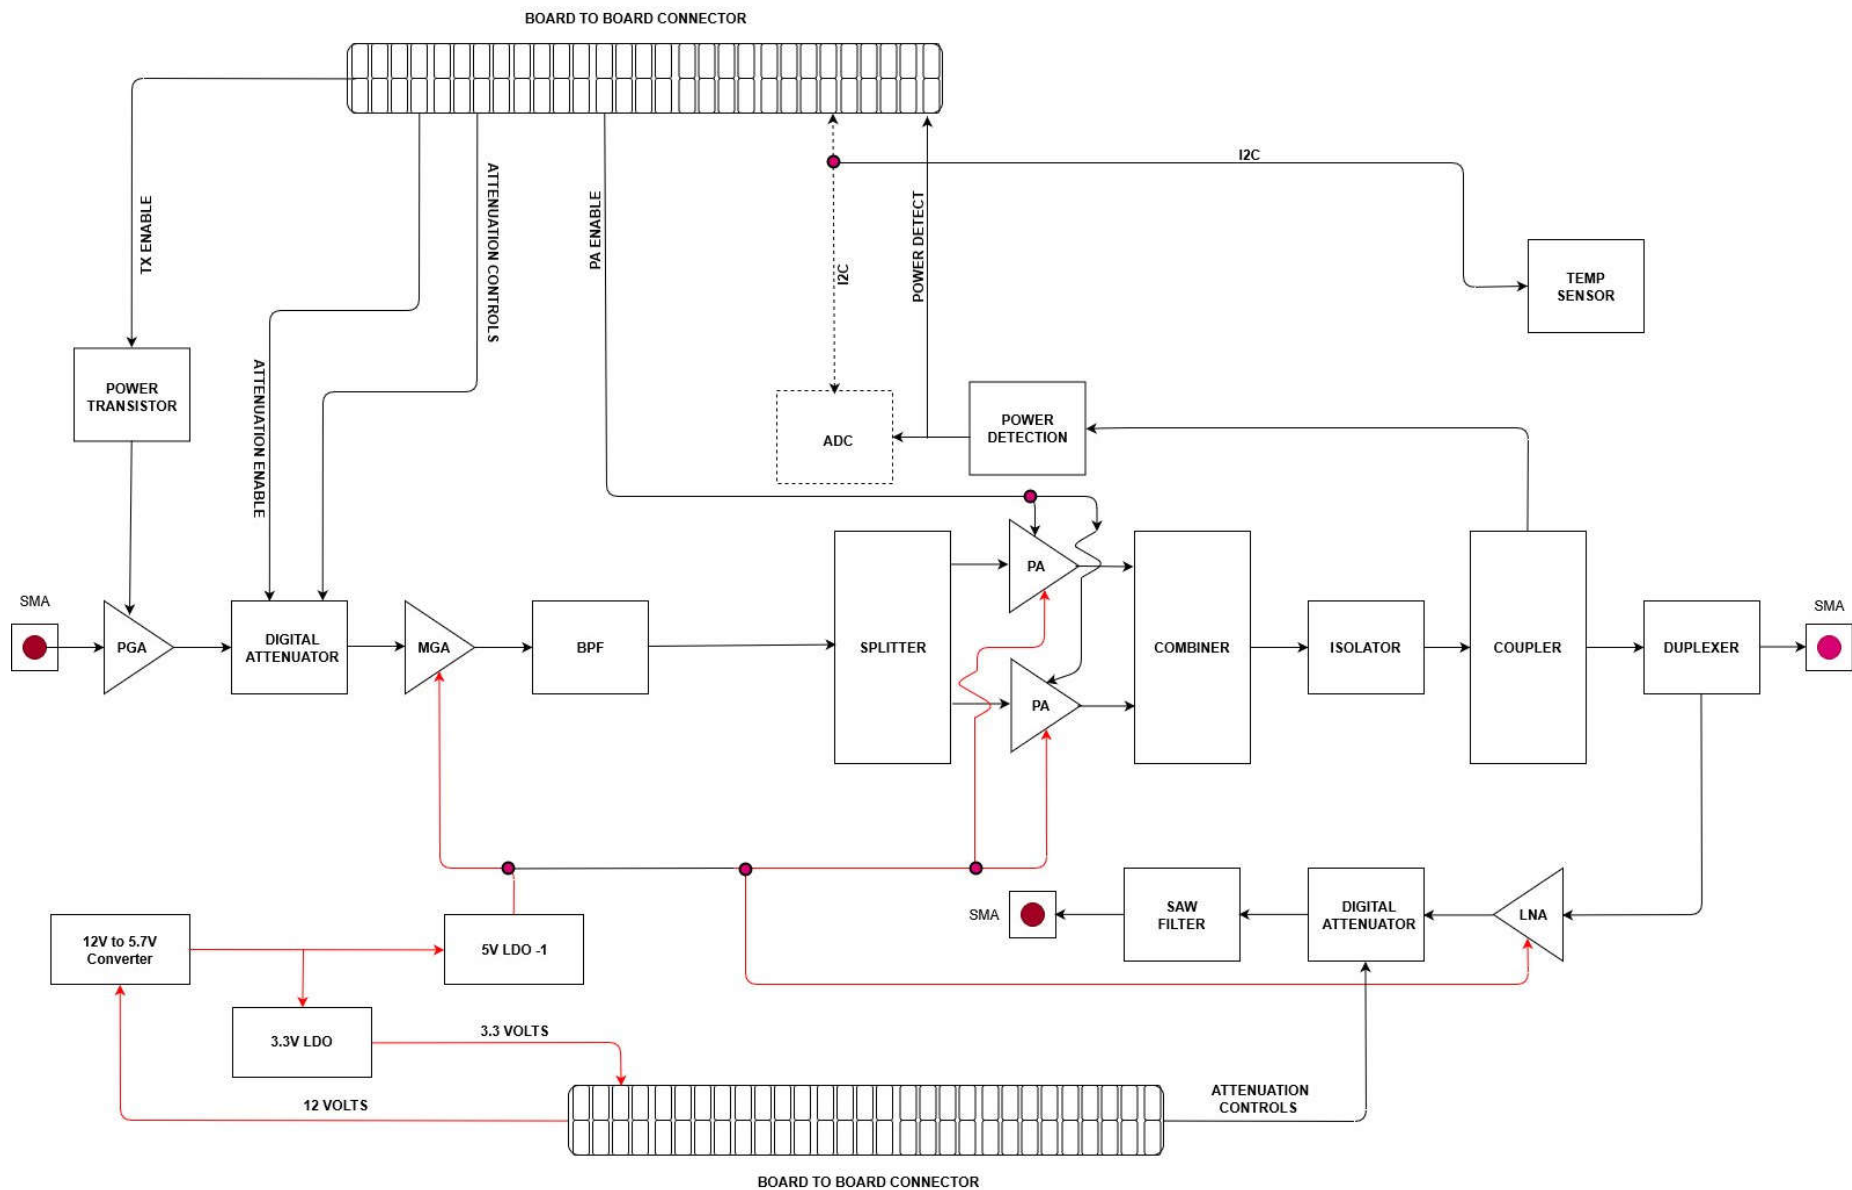 BOARD TO BOARD CONNECTOR
I2C
TX ENABLE
ATTENUATION CONTROLS
PA ENABLE
I2C
POWER DETECT
TEMP
SENSOR
POWER
TRANSISTOR
ATTENUATION ENABLE
ADC
POWER
DETECTION
SMA
PGA
DIGITAL
ATTENUATOR
MGA
BPF
SPLITTER
PA
PA
COMBINER
ISOLATOR
COUPLER
DUPLEXER
SMA
SMA
SAW
FILTER
DIGITAL
ATTENUATOR
LNA
12V to 5.7V
Converter
5V LDO -1
3.3V LDO
3.3 VOLTS
12 VOLTS
ATTENUATION
CONTROLS
BOARD TO BOARD CONNECTOR